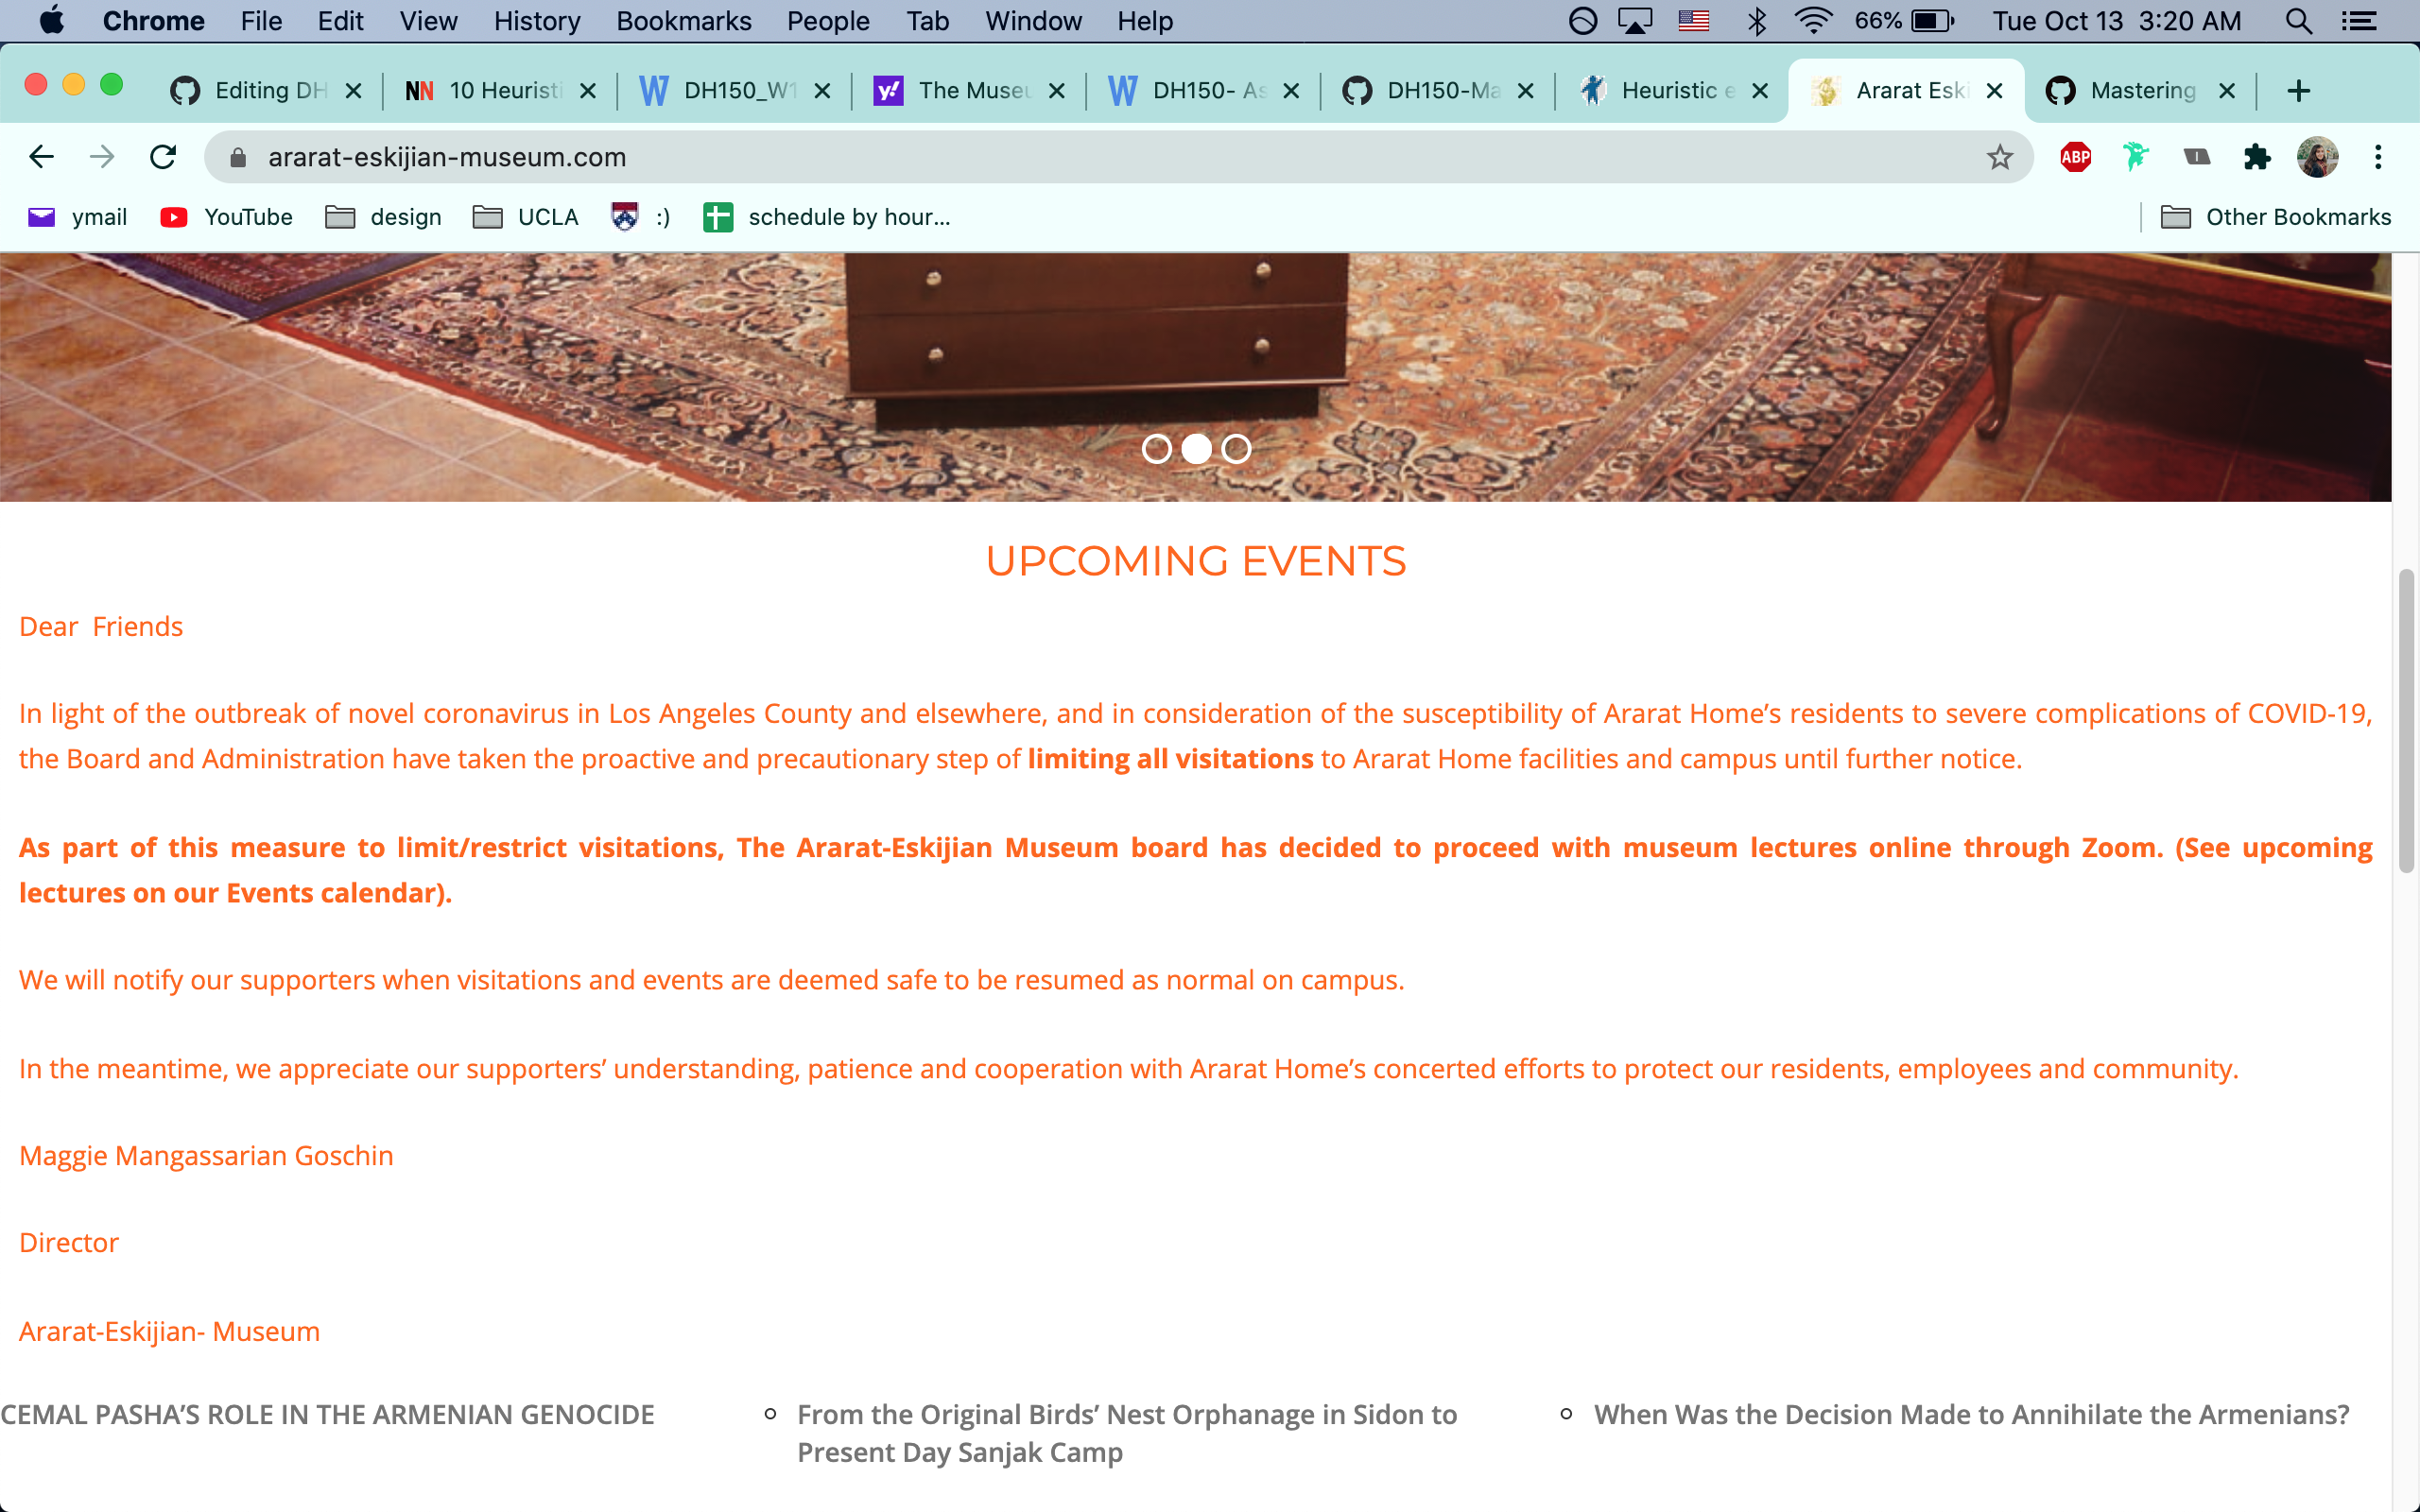 Chrome File Edit View History Bookmarks People Tab Window Help 66% Tue Oct 13 3:20 AM
Editing DH NN 10 Heuristi DH150_W1 y! The Museu DH150- As DH150-Ma Heuristic e Ararat Eski Mastering
ararat-eskijian-museum.com ABP
ymail YouTube design UCLA :) schedule by hour... Other Bookmarks
UPCOMING EVENTS
Dear Friends
In light of the outbreak of novel coronavirus in Los Angeles County and elsewhere, and in consideration of the susceptibility of Ararat Home’s residents to severe complications of COVID-19,
the Board and Administration have taken the proactive and precautionary step of limiting all visitations to Ararat Home facilities and campus until further notice.
As part of this measure to limit/restrict visitations, The Ararat-Eskijian Museum board has decided to proceed with museum lectures online through Zoom. (See upcoming
lectures on our Events calendar).
We will notify our supporters when visitations and events are deemed safe to be resumed as normal on campus.
In the meantime, we appreciate our supporters’ understanding, patience and cooperation with Ararat Home’s concerted efforts to protect our residents, employees and community.
Maggie Mangassarian Goschin
Director
Ararat-Eskijian- Museum
CEMAL PASHA’S ROLE IN THE ARMENIAN GENOCIDE
From the Original Birds’ Nest Orphanage in Sidon to
Present Day Sanjak Camp
When Was the Decision Made to Annihilate the Armenians?